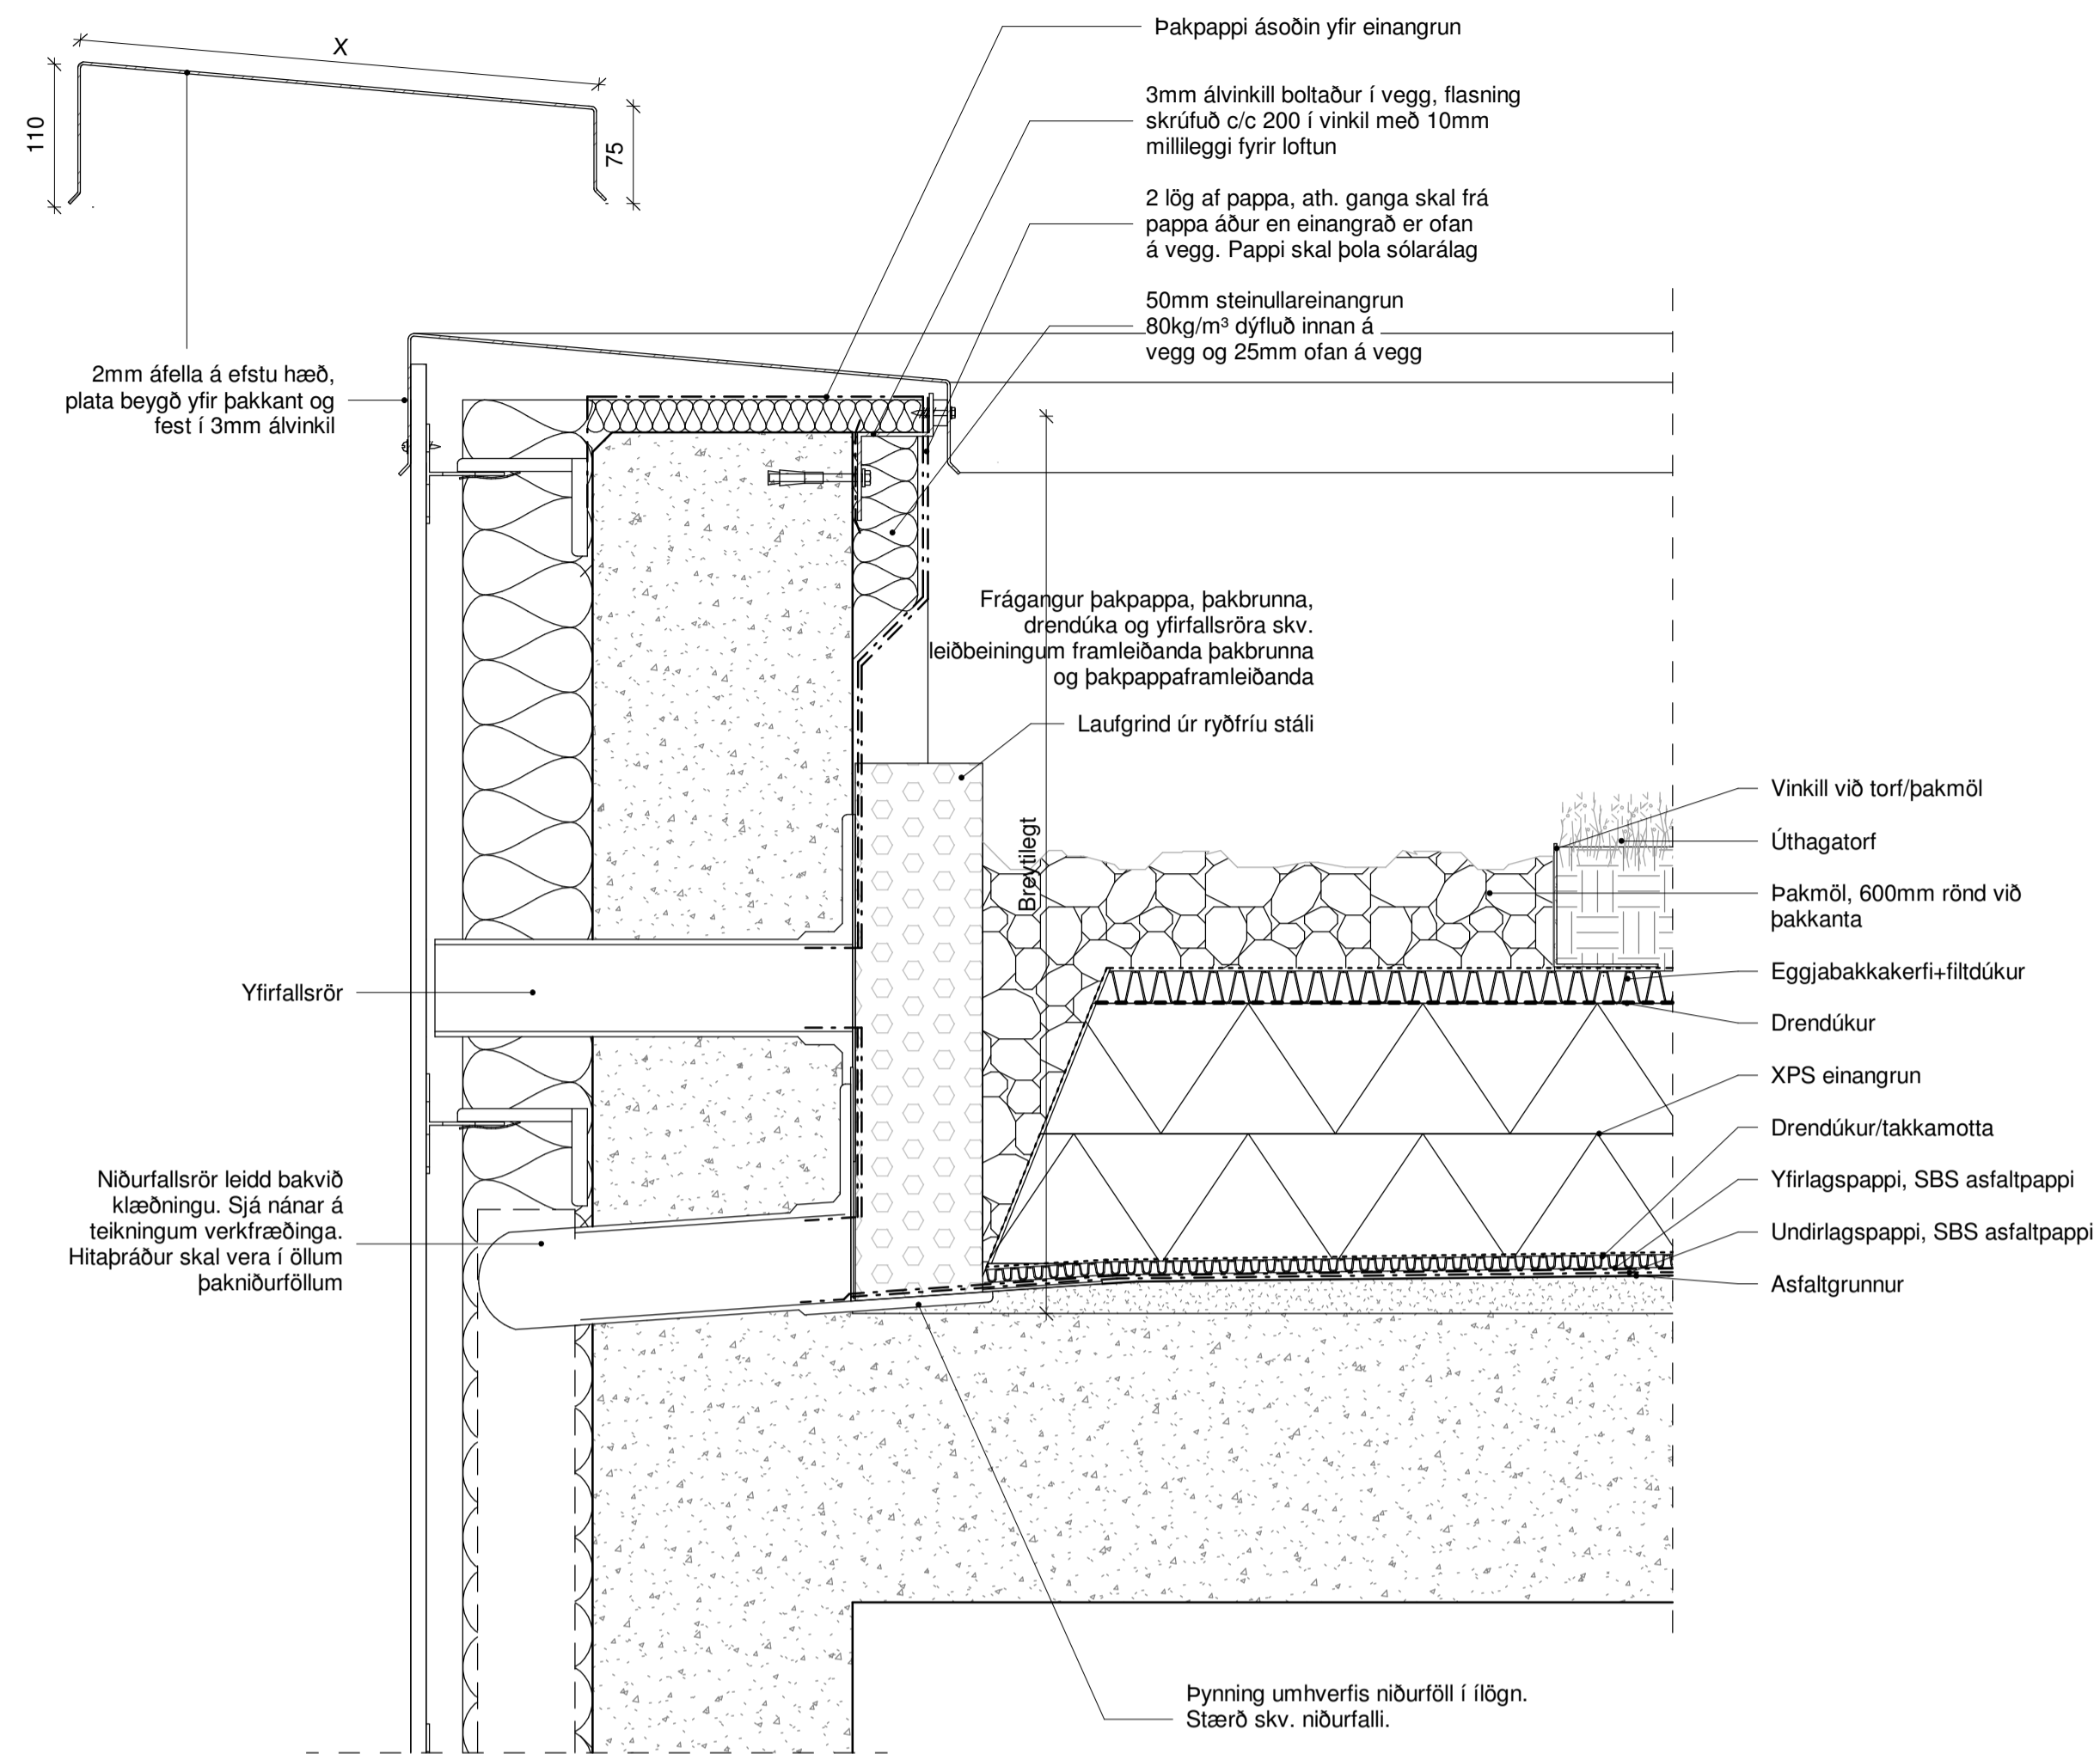 X
110
75
Þakpappi ásoðin yfir einangrun
3mm álvinkill boltaður í vegg, flasning
skrúfuð c/c 200 í vinkil með 10mm
millileggi fyrir loftun
2 lög af pappa, ath. ganga skal frá
pappa áður en einangrað er ofan
á vegg. Pappi skal þola sólarálag
50mm steinullareinangrun
80kg/m³ dýfluð innan á
vegg og 25mm ofan á vegg
2mm áfella á efstu hæð,
plata beygð yfir þakkant og
fest í 3mm álvinkil
Frágangur þakpappa, þakbrunna,
drendúka og yfirfallsröra skv.
leiðbeiningum framleiðanda þakbrunna
og þakpappaframleiðanda
Laufgrind úr ryðfríu stáli
Breytilegt
Vinkill við torf/þakmöl
Úthagatorf
Þakmöl, 600mm rönd við
þakkanta
Eggjabakkakerfi+filtdúkur
Drendúkur
XPS einangrun
Drendúkur/takkamotta
Yfirlagspappi, SBS asfaltpappi
Undirlagspappi, SBS asfaltpappi
Asfaltgrunnur
Yfirfallsrör
Niðurfallsrör leidd bakvið
klæðningu. Sjá nánar á
teikningum verkfræðinga.
Hitaþráður skal vera í öllum
þakniðurföllum
Þynning umhverfis niðurföll í ílögn.
Stærð skv. niðurfalli.